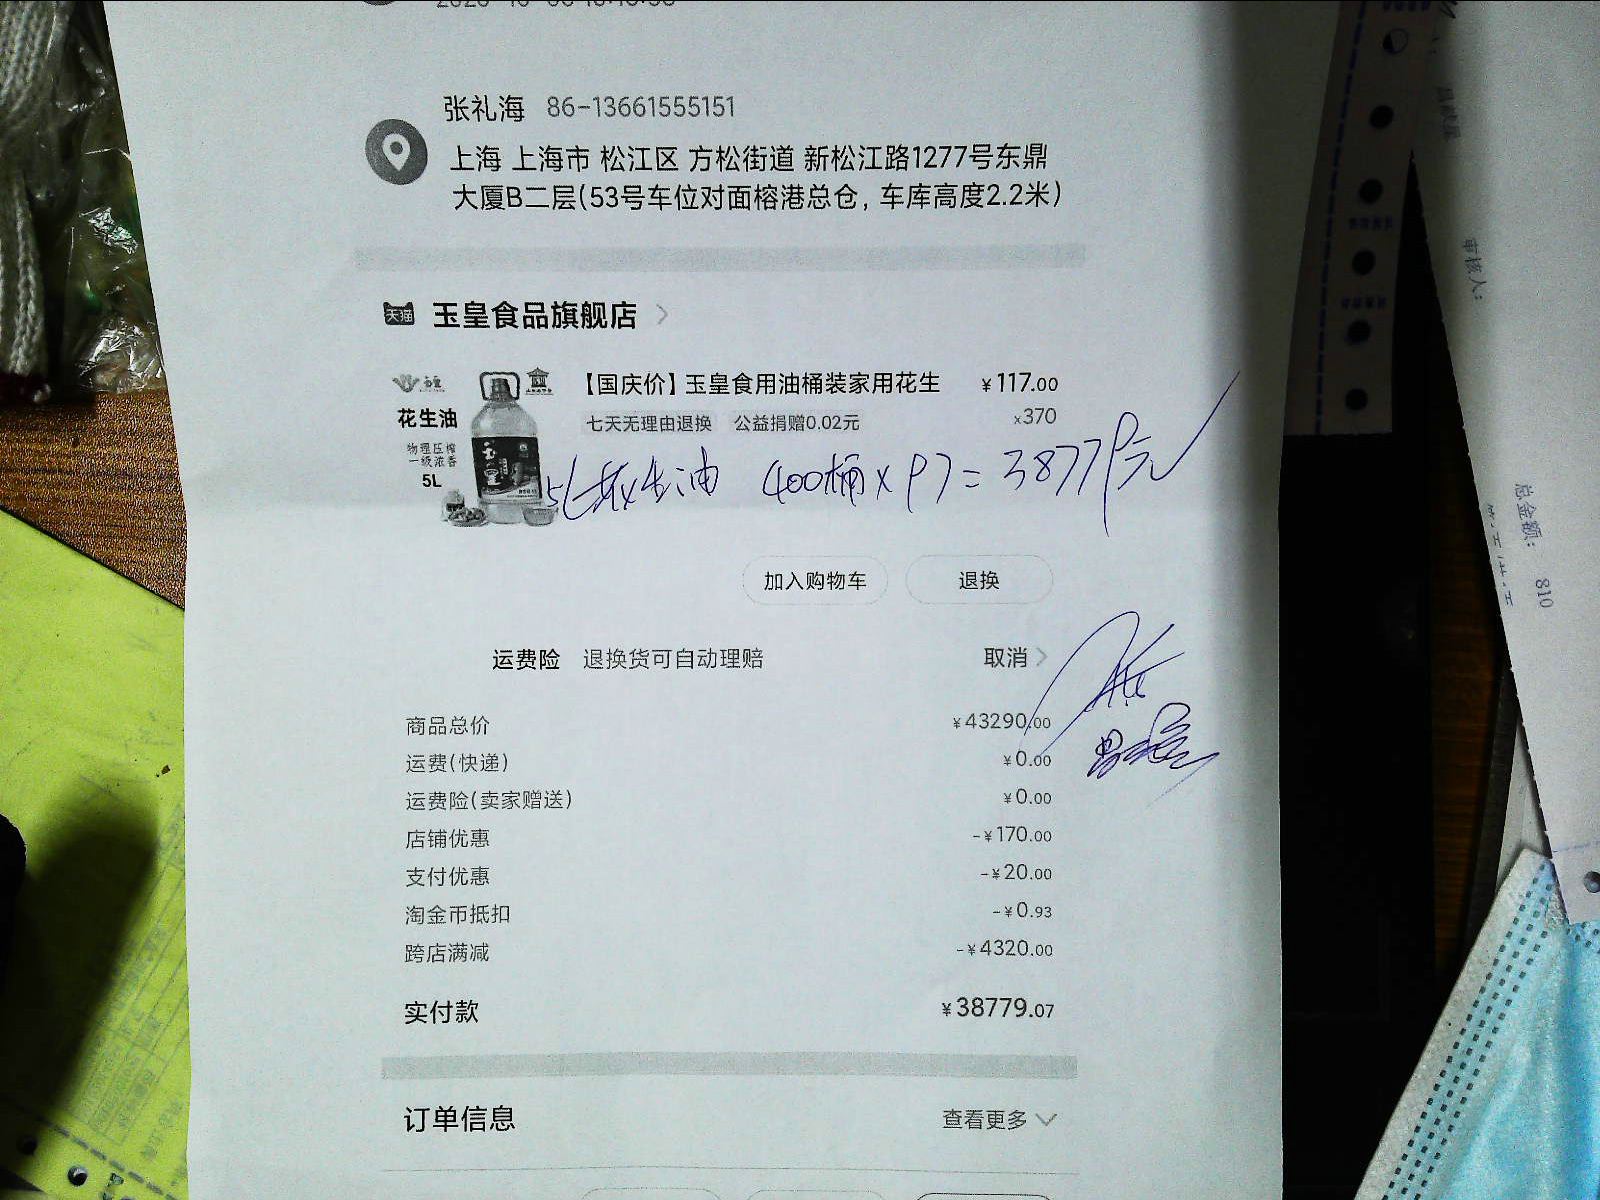 张礼海 86-13661555151
上海 上海市 松江区 方松街道 新松江路1277号东鼎
大厦B二层(53号车位对面榕港总仓, 车库高度2.2米)
天猫 玉皇食品旗舰店 >
【国庆价】玉皇食用油桶装家用花生 ¥117.00
七天无理由退换 公益捐赠0.02元 x370
花生油
物理压榨
一级浓香
5L
5L花生油 400桶×97=38779元
加入购物车 退换
运费险 退换货可自动理赔 取消 >
商品总价 ¥43290.00
运费(快递) ¥0.00
运费险(卖家赠送) ¥0.00
店铺优惠 -¥170.00
支付优惠 -¥20.00
淘金币抵扣 -¥0.93
跨店满减 -¥4320.00
实付款 ¥38779.07
订单信息 查看更多
审核人:
总金额: 810